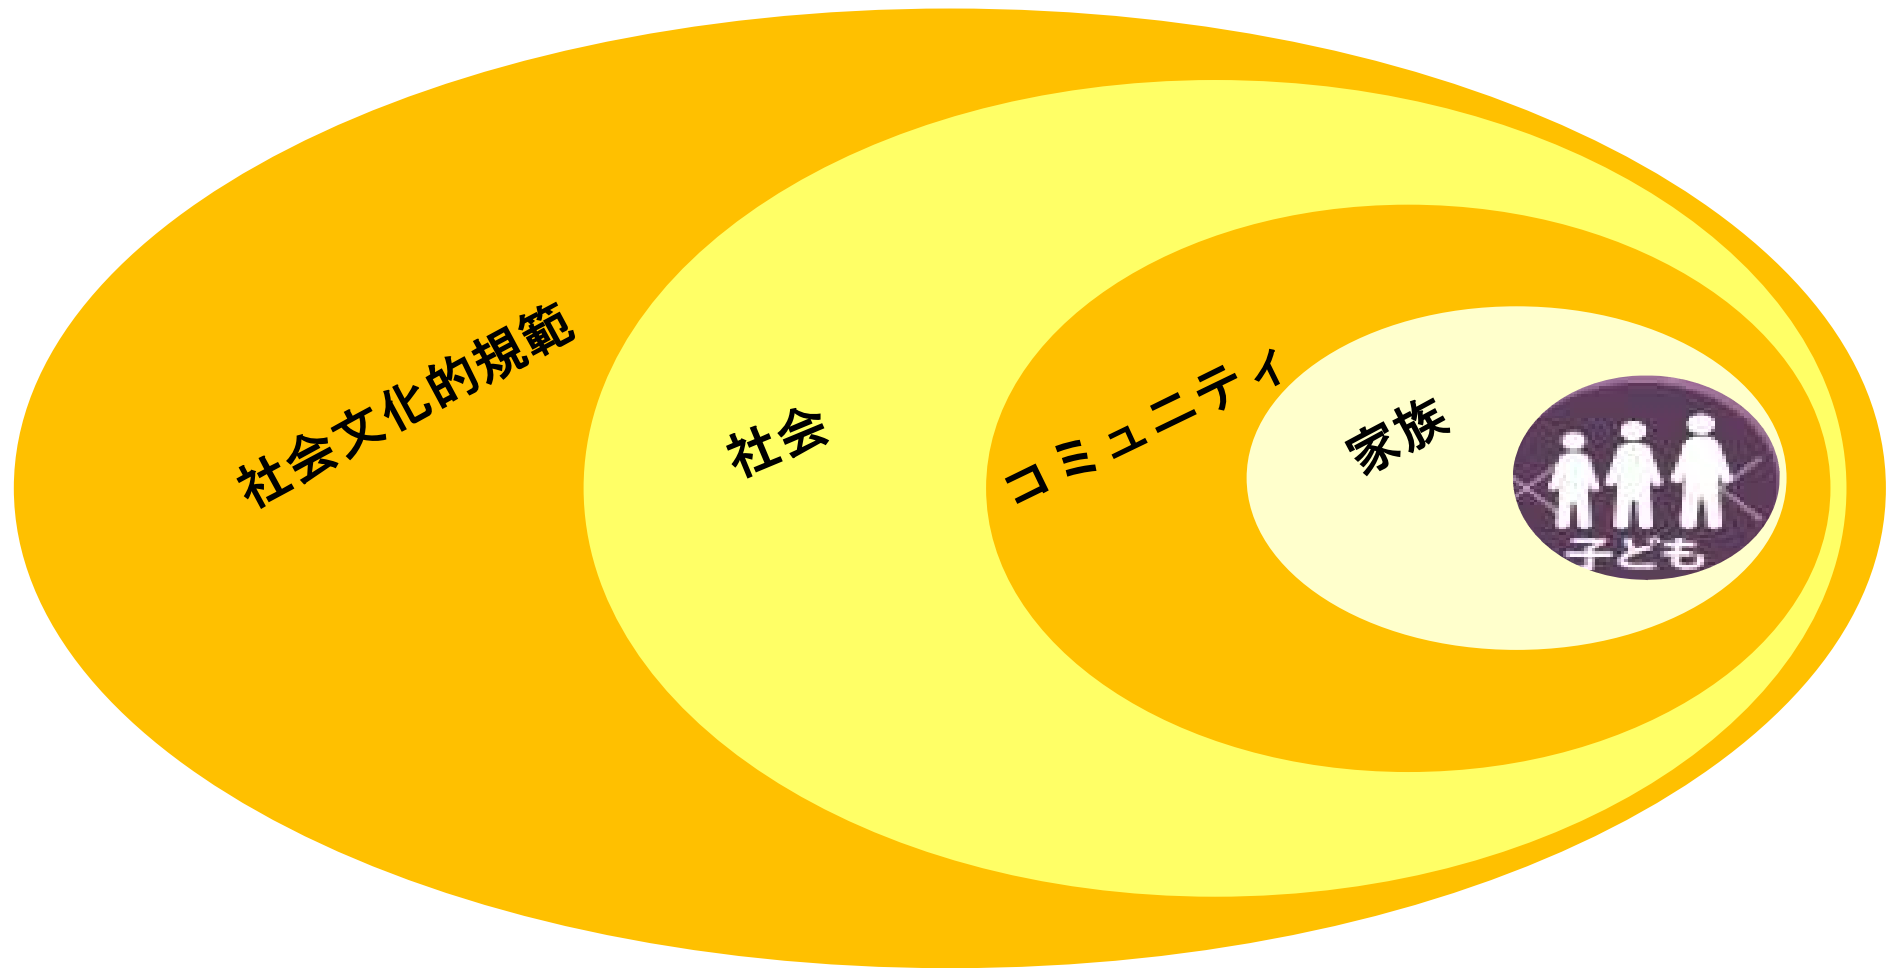 社会文化的規範
社会
コミュニティ
家族
子ども